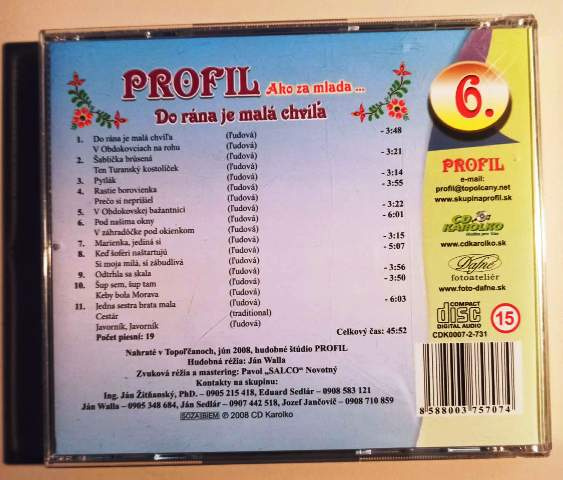 PROFIL Ako za mlada ...
Do rána je malá chvíľa
1. Do rána je malá chvíľa (ľudová) - 3:48
V Obdokovciach na rohu (ľudová)
2. Šablička brúsená (ľudová) - 3:21
Ten Turanský kostolíček (ľudová)
3. Pytlák (ľudová) - 3:14
4. Rastie borovienka (ľudová) - 3:55
Prečo si neprišiel (ľudová)
5. V Obdokovskej bažantnici (ľudová) - 3:22
6. Pod našima okny (ľudová) - 6:01
V záhradôčke pod okienkom (ľudová)
7. Marienka, jediná si (ľudová) - 3:15
8. Keď šoféri naštartujú (ľudová) - 5:07
Si moja milá, si zábudlivá (ľudová)
9. Odtrhla sa skala (ľudová) - 3:56
10. Šup sem, šup tam (ľudová) - 3:50
Keby bola Morava (ľudová)
11. Jedna sestra brata mala (ľudová) - 6:03
Cestár (traditional)
Javorník, Javorník (ľudová)
Počet piesní: 19 Celkový čas: 45:52
Nahraté v Topoľčanoch, jún 2008, hudobné štúdio PROFIL
Hudobná réžia: Ján Walla
Zvuková réžia a mastering: Pavol „SALCO" Novotný
Kontakty na skupinu:
Ing. Ján Žitňanský, PhD. – 0905 215 418, Eduard Sedlár – 0908 583 121
Ján Walla – 0905 348 684, Ján Sedlár – 0907 442 518, Jozef Jančovič – 0908 710 859
SOZA/BIEM ℗ 2008 CD Karolko
6.
PROFIL
e-mail:
profil@topolcany.net
www.skupinaprofil.sk
CD
KAROLKO
www.cdkarolko.sk
Dafné
fotoateliér
www.foto-dafne.sk
COMPACT
disc
DIGITAL AUDIO
15
CDK0007-2-731
8 588003 757074